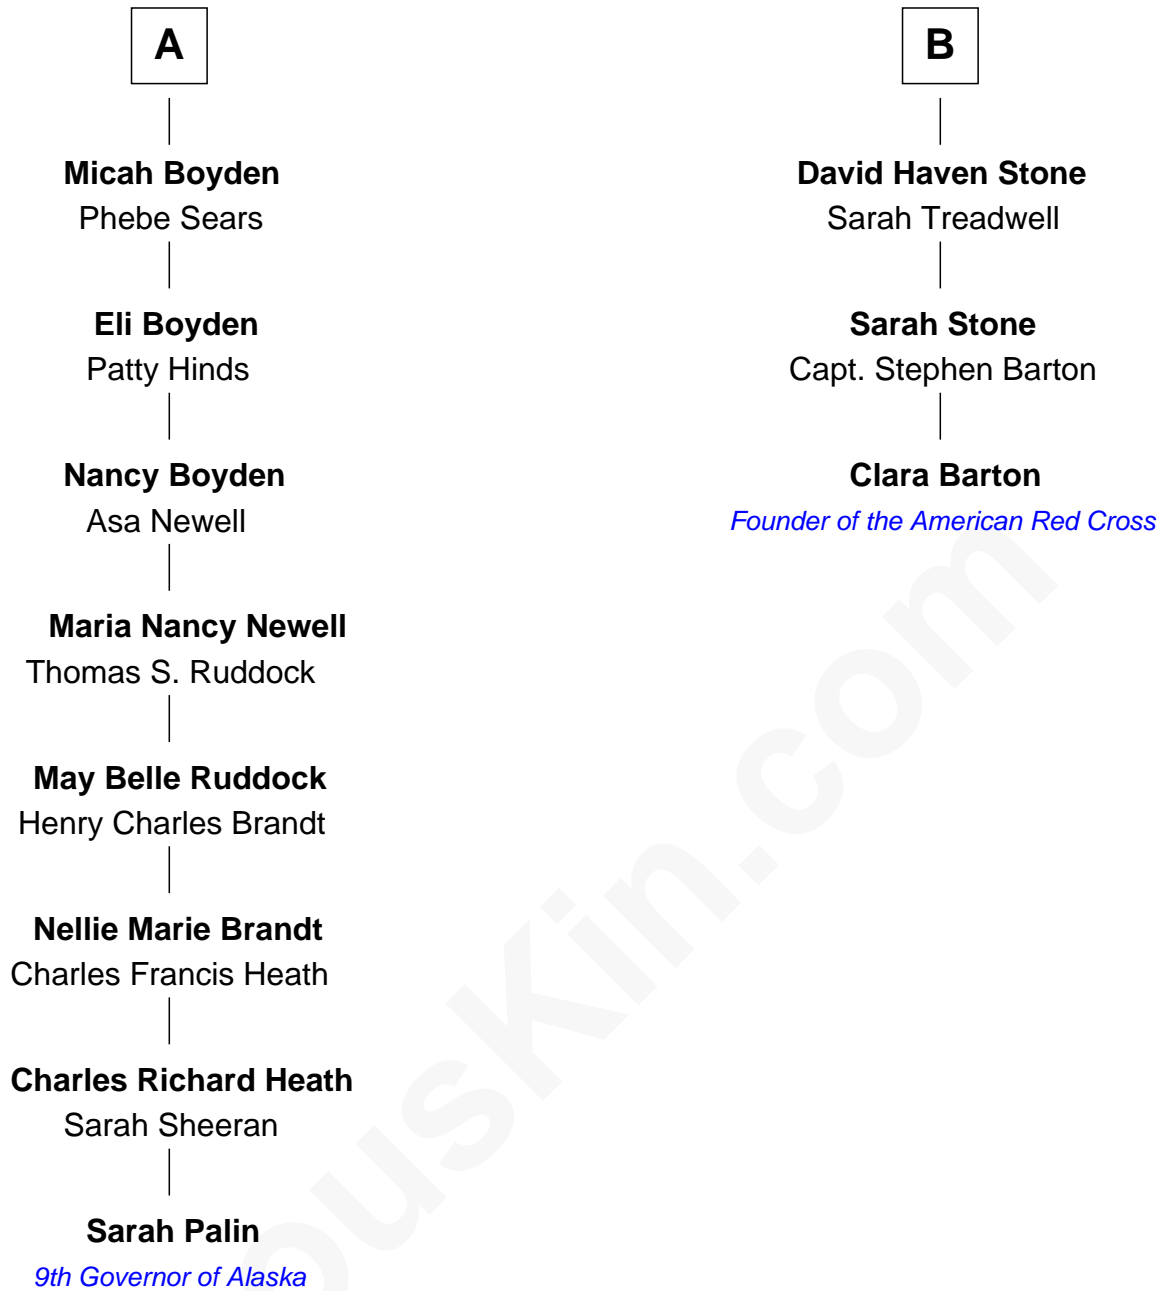 A
Micah Boyden
Phebe Sears
Eli Boyden
Patty Hinds
Nancy Boyden
Asa Newell
Maria Nancy Newell
Thomas S. Ruddock
May Belle Ruddock
Henry Charles Brandt
Nellie Marie Brandt
Charles Francis Heath
Charles Richard Heath
Sarah Sheeran
Sarah Palin
9th Governor of Alaska
B
David Haven Stone
Sarah Treadwell
Sarah Stone
Capt. Stephen Barton
Clara Barton
Founder of the American Red Cross
ousKin.com